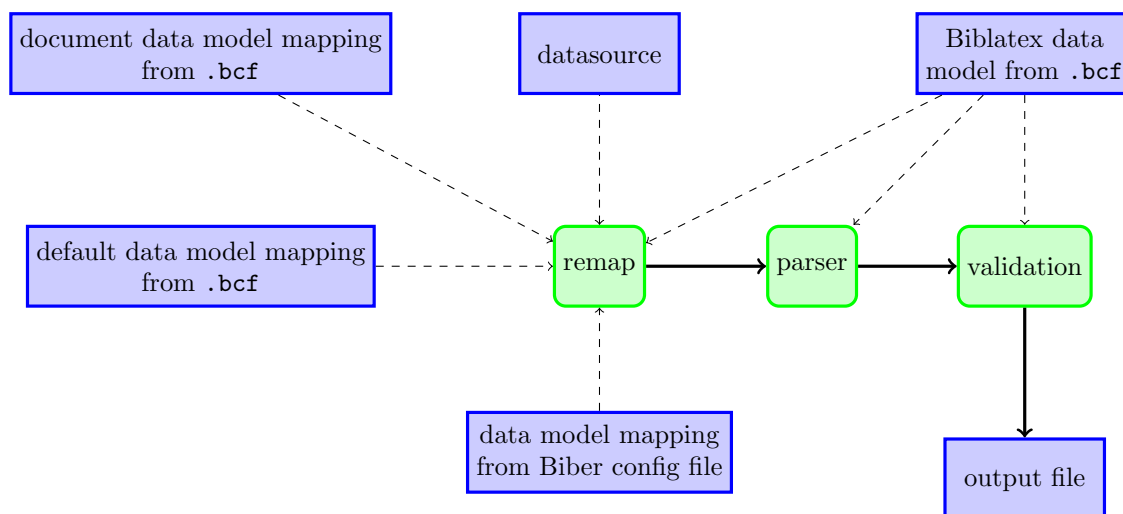 document data model mapping
from .bcf
datasource
Biblatex data
model from .bcf
default data model mapping
from .bcf
remap
parser
validation
data model mapping
from Biber config file
output file